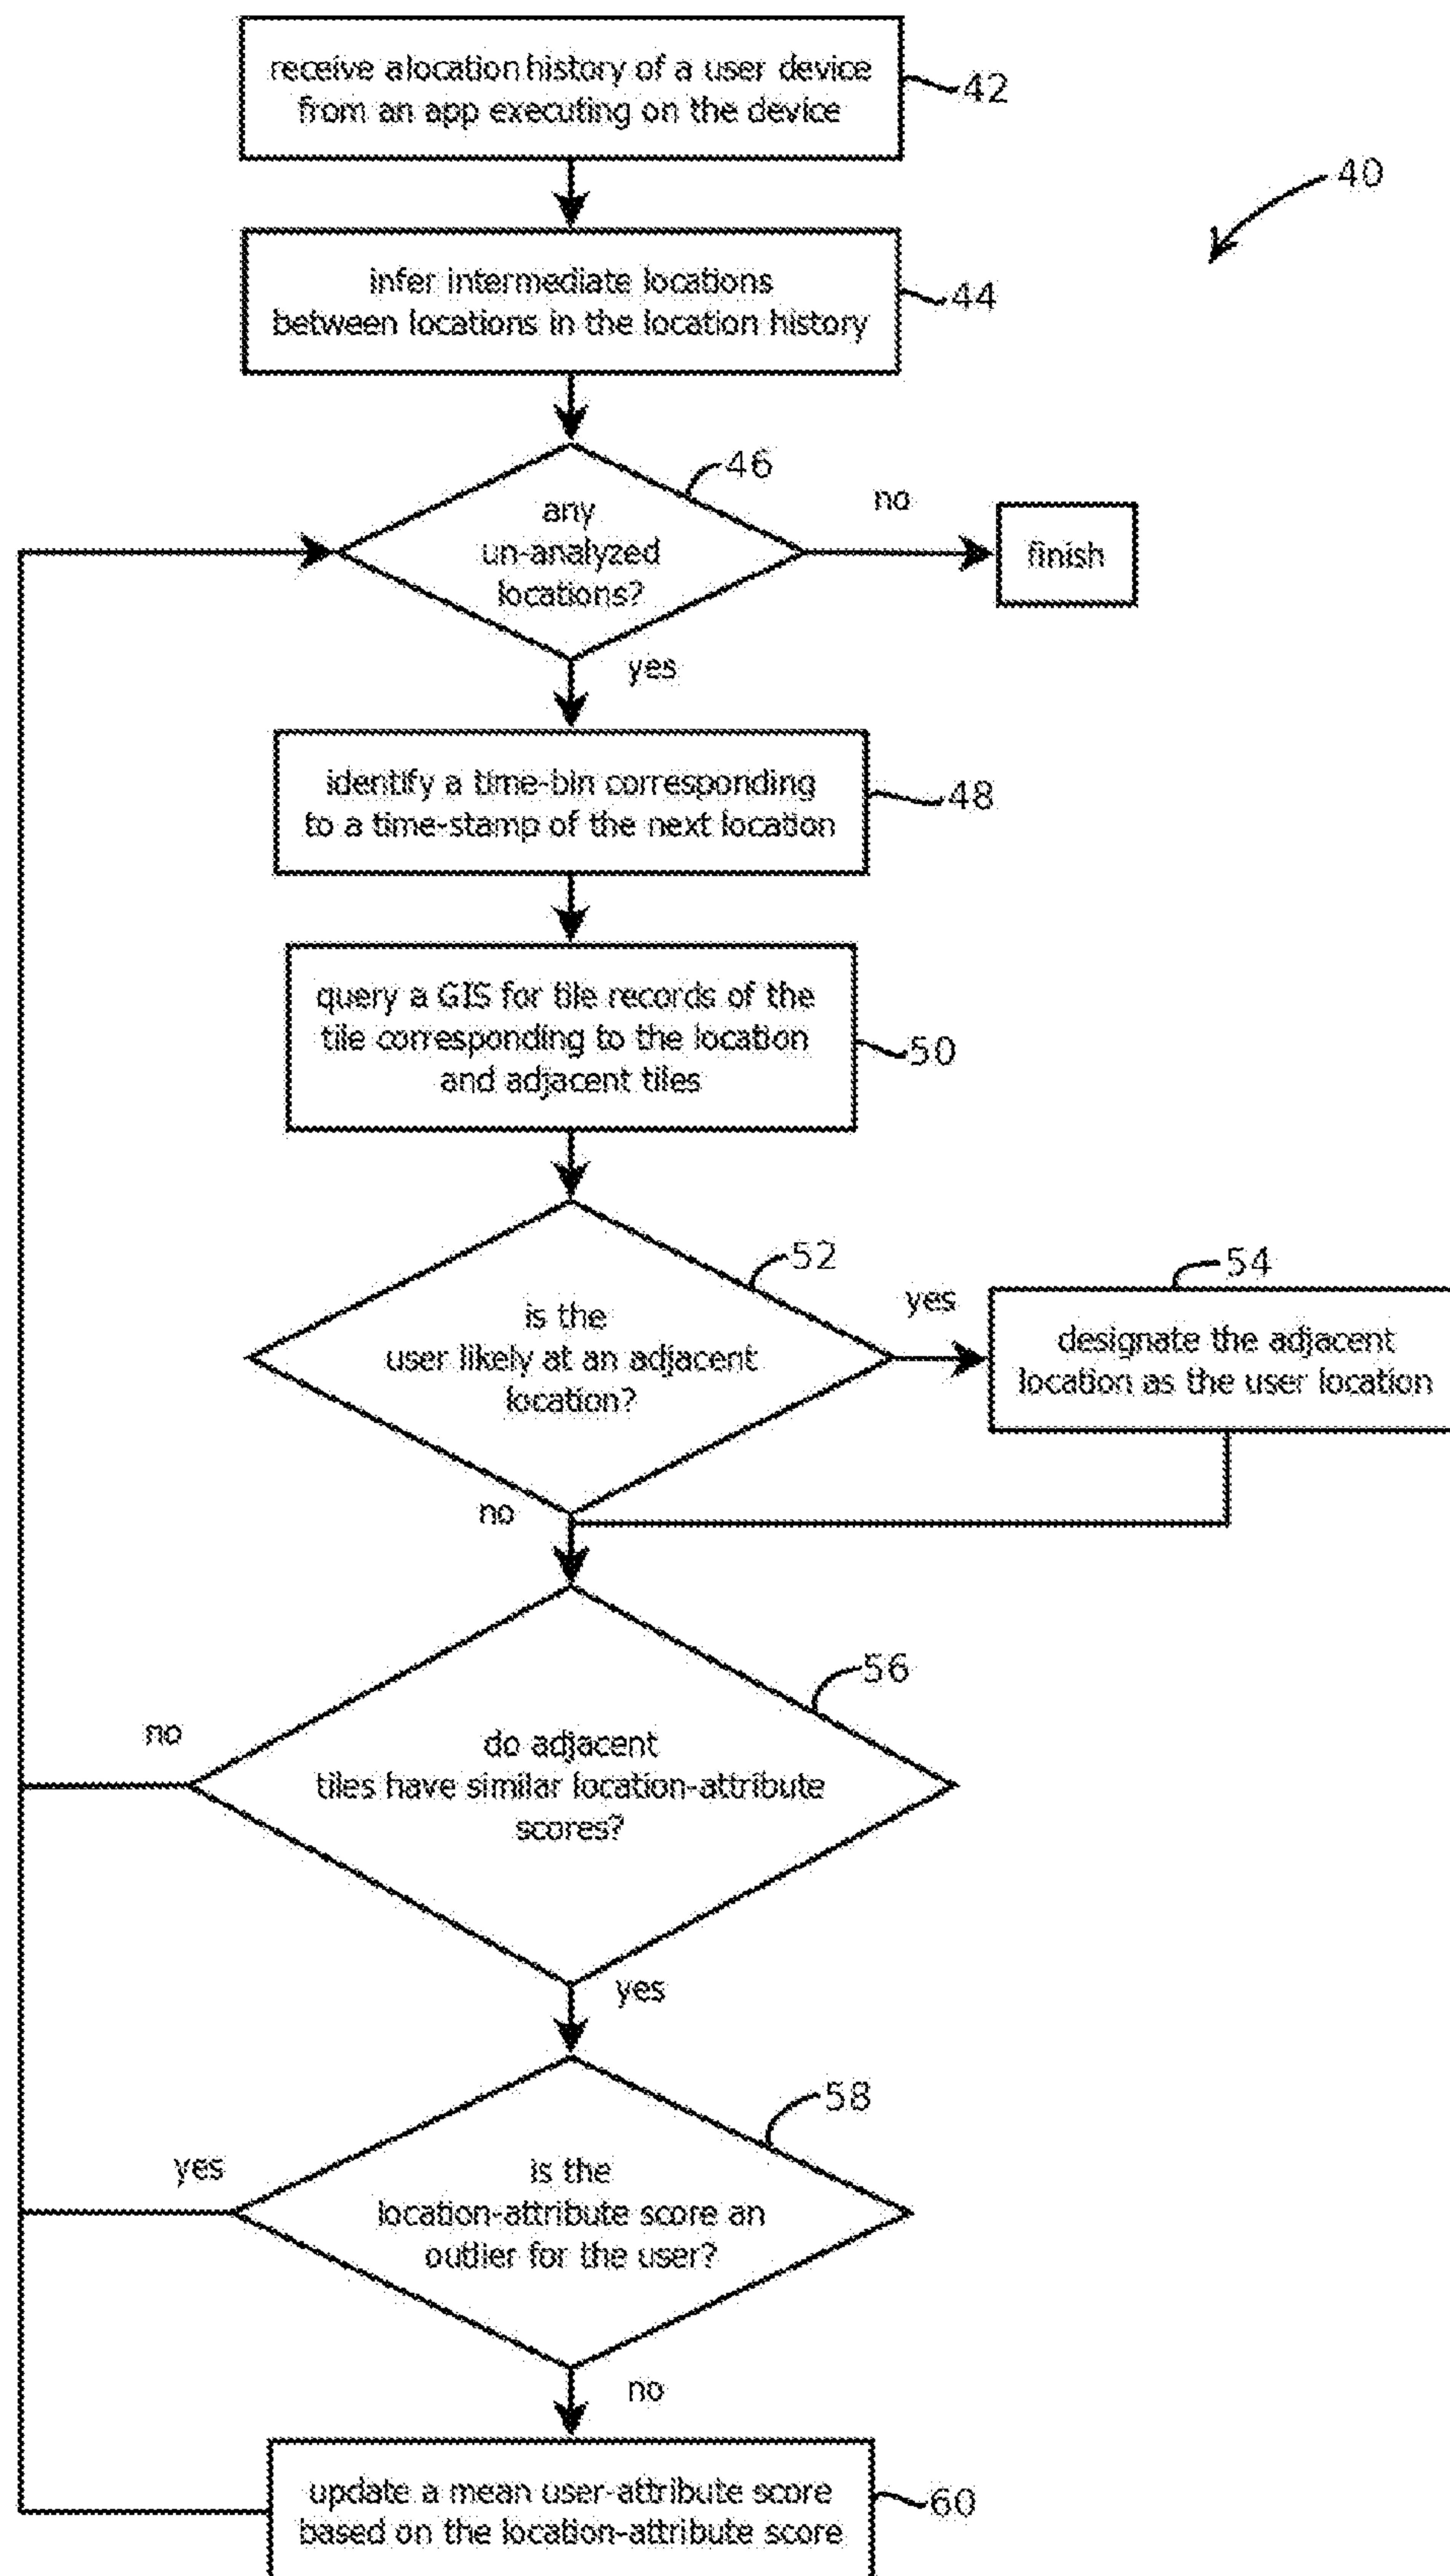 receive alocation history of a user device
from an app executing on the device
42
40
infer intermediate locations
between locations in the location history
44
46
any
un-analyzed
locations?
no
finish
yes
identify a time-bin corresponding
to a time-stamp of the next location
48
query a GIS for tile records of the
tile corresponding to the location
and adjacent tiles
50
52
is the
user likely at an adjacent
location?
yes
54
designate the adjacent
location as the user location
no
56
do adjacent
tiles have similar location-attribute
scores?
no
yes
58
is the
location-attribute score an
outlier for the user?
yes
no
update a mean user-attribute score
based on the location-attribute score
60